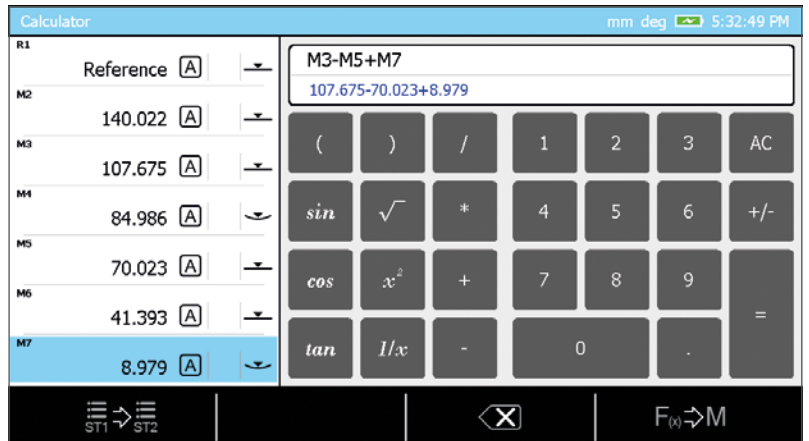 Calculator mm deg 5:32:49 PM
R1
Reference A
M2
140.022 A
M3
107.675 A
M4
84.986 A
M5
70.023 A
M6
41.393 A
M7
8.979 A
M3-M5+M7
107.675-70.023+8.979
( ) / 1 2 3 AC
sin √ * 4 5 6 +/-
cos x² + 7 8 9
tan 1/x - 0 . =
ST1 ST2 F(x)⇨M